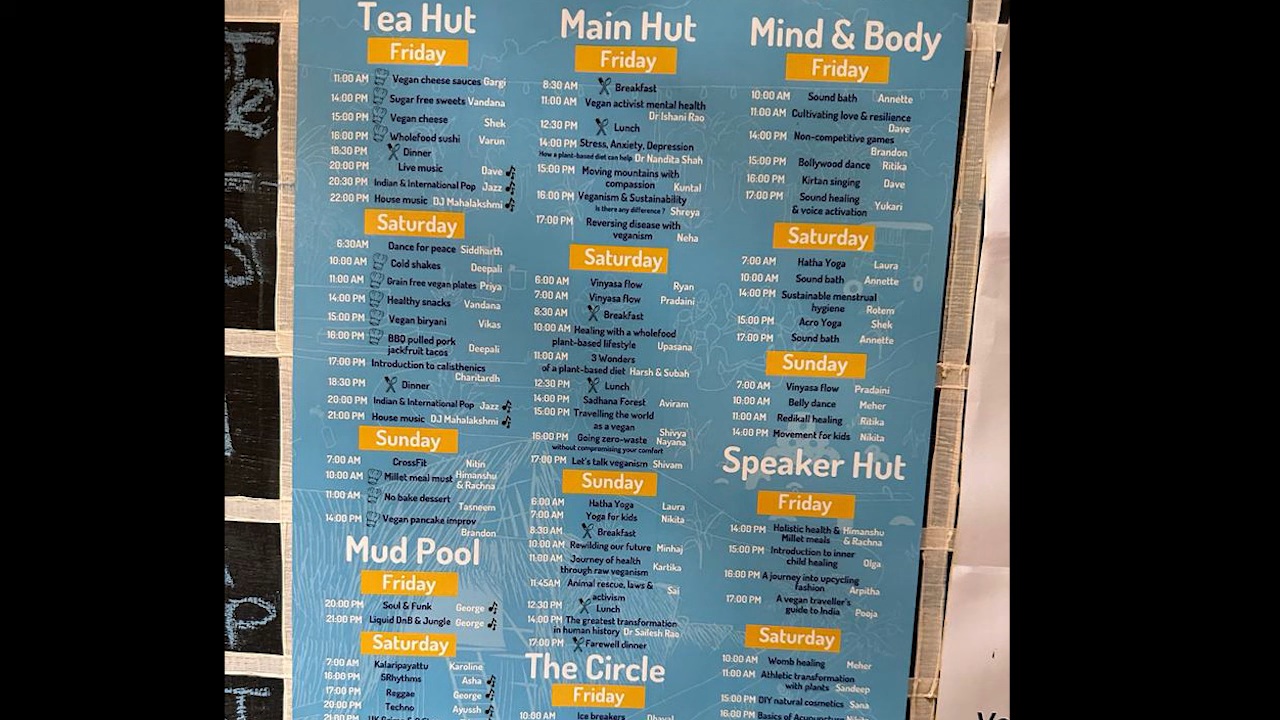 Tea Hut
Friday
11:00 AM Vegan cheese sauces Gargi
14:00 PM Sugar free sweets Vandana
15:00 PM Vegan cheese Shek
16:00 PM Wholefood sushi Varun
18:30 PM Dinner
20:00 PM Live music Dave
20:30 PM Indian & International Pop Jazz
22:00 PM House music DJ Mahalakshmi
Saturday
6:30AM Dance for peace Siddharth
10:00 AM Cold shakes Deepali
11:00 AM Grain free vegan plates Priya
14:00 PM Healthy snacks Vandana
15:00 PM Vegan biryani Vikas
16:00 PM BBQ pulled pork
jackfruit tacos Deepali
17:00 PM Introduction to calisthenics
Charitardh
18:30 PM Dinner
20:00 PM Indian & International Pop Jazz
21:00 PM House music DJ Mahalakshmi
Sunday
7:00 AM CrossFit Nitin
10:00 AM Millet meal must Himanshu
& Rachna
11:00 AM No bake dessert
Tasneem
14:00 PM Vegan pancake improv
Brandon
Mud Pool
Friday
20:00 PM Soul & Funk George
21:00 PM Liquid DnB & Jungle George
Saturday
7:00 AM Kalaripayattu Karoline
16:00 PM 5Rhythms Asha
17:00 PM Reggae George
20:00 PM Techno Ayussh
21:00 PM
Main Hut
Friday
8:30 AM Breakfast
11:00 AM Vegan activist mental health
Dr Ishani Rao
12:30 PM Lunch
14:00 PM Stress, Anxiety, Depression
How a plant-based diet can help Dr Nandita Shah
15:00 PM Moving mountains with
compassion Kuntal
16:00 PM Veganism & Sustainability
Is there any difference ? Shreya
17:00 PM Reversing disease with
veganism Neha
Saturday
6:00 AM Vinyasa flow Ryan
7:00 AM Vinyasa flow Pradaini
8:30 AM Breakfast
10:00 AM Healing with a wholefood
plant-based lifestyle Upasana
11:00 AM 3 Wonders
of a plant-based diet Harsh & Subah
12:30 PM Lunch
14:00 PM Sadhana Forest Aviram
15:00 PM Travelling the world
as a vegan Shivya
16:00 PM Going zero-waste Nayana
without compromising your comfort
17:00 PM Let's talk veganism Shivam
Sunday
6:00 AM Hatha Yoga Laura
7:00 AM Yoga for kids Nikita
8:30 AM Breakfast
10:00 AM Rewilding our future Minhaj
11:00 AM Journey of health
through raw veganism Kartika
11:45AM Animal rescue, laws &
activism Sai
12:30 PM Lunch
14:00 PM The greatest transformation
in human history Dr Sailesh Rao
17:00 PM Farewell dinner
The Circle
Friday
10:00 AM Ice breakers Dhaval
Mind & Body
Friday
10:00 AM Sound bath Annette
11:00 AM Cultivating love & resilience
Dave
14:00 PM Non-competitive games
Brandon
15:00 PM Bollywood dance Ritika
16:00 PM Kirtan singing Dave
17:00 PM Sound healing
& voice activation Yukari
Saturday
7:00 AM Hatha Yoga Laura
10:00 AM Sound bath Annette
14:00 PM Sustainable menstrual
hygiene Rotem
15:00 PM Acro Yoga Shek
17:00 PM Sound bath Annette
Sunday
7:00 AM Vinyasa flow Pradaini
10:00 AM Belly dance Meher
11:00 AM Redikall healing Ritika
14:00 PM Movement for kids Nikita
Speaker Hut
Friday
14:00 PM Holistic health & Himanshu
Millet meals & Rachna
15:00 PM Introduction to inner
child healing Olga
16:00 PM A journey into upcycling
fashion Arpitha
17:00 PM A vegan traveller's
guide to India Pooja
Saturday
10:00 AM Womb healing Meher
11:00 AM Athletic transformation
with plants Sandeep
15:00 PM DIY natural cosmetics Sana
16:00 PM Basics of Acupuncture